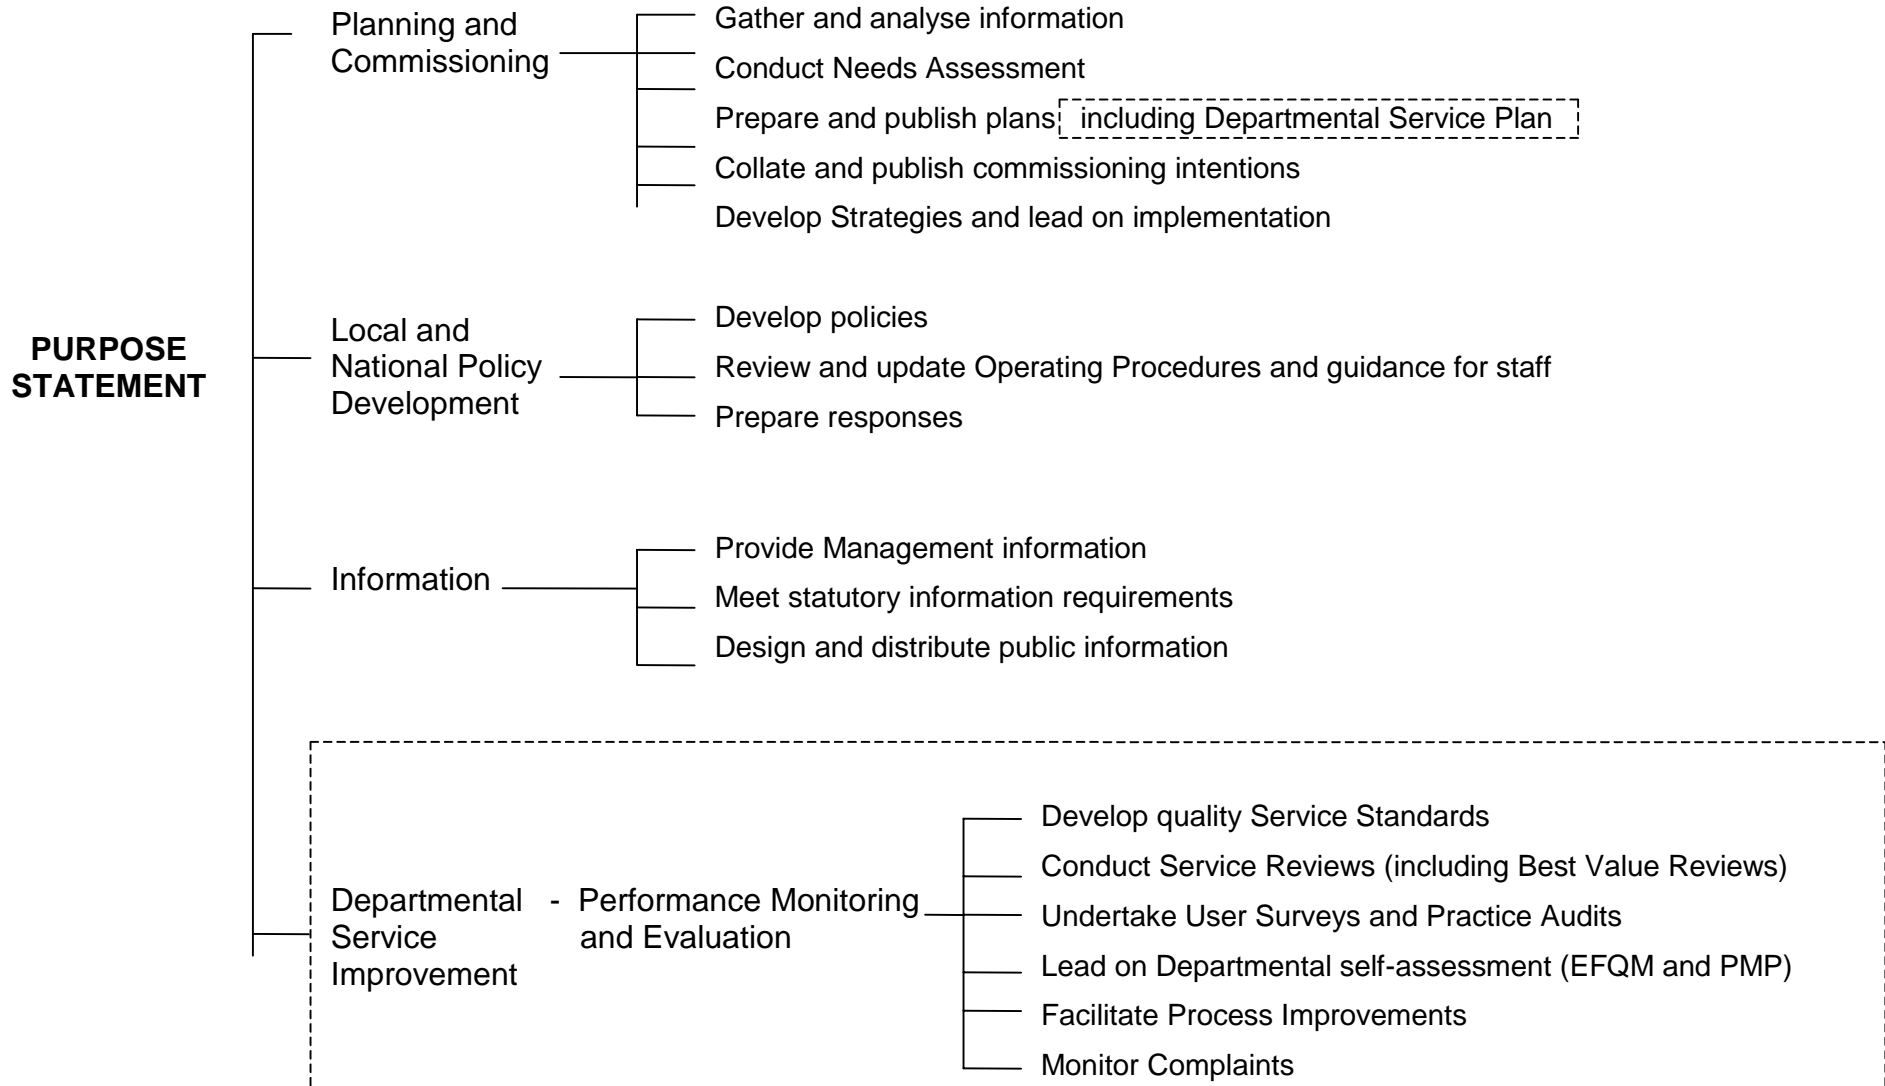 PURPOSE
STATEMENT
Planning and
Commissioning
Gather and analyse information
Conduct Needs Assessment
Prepare and publish plans including Departmental Service Plan
Collate and publish commissioning intentions
Develop Strategies and lead on implementation
Local and
National Policy
Development
Develop policies
Review and update Operating Procedures and guidance for staff
Prepare responses
Information
Provide Management information
Meet statutory information requirements
Design and distribute public information
Departmental - Performance Monitoring
Service and Evaluation
Improvement
Develop quality Service Standards
Conduct Service Reviews (including Best Value Reviews)
Undertake User Surveys and Practice Audits
Lead on Departmental self-assessment (EFQM and PMP)
Facilitate Process Improvements
Monitor Complaints